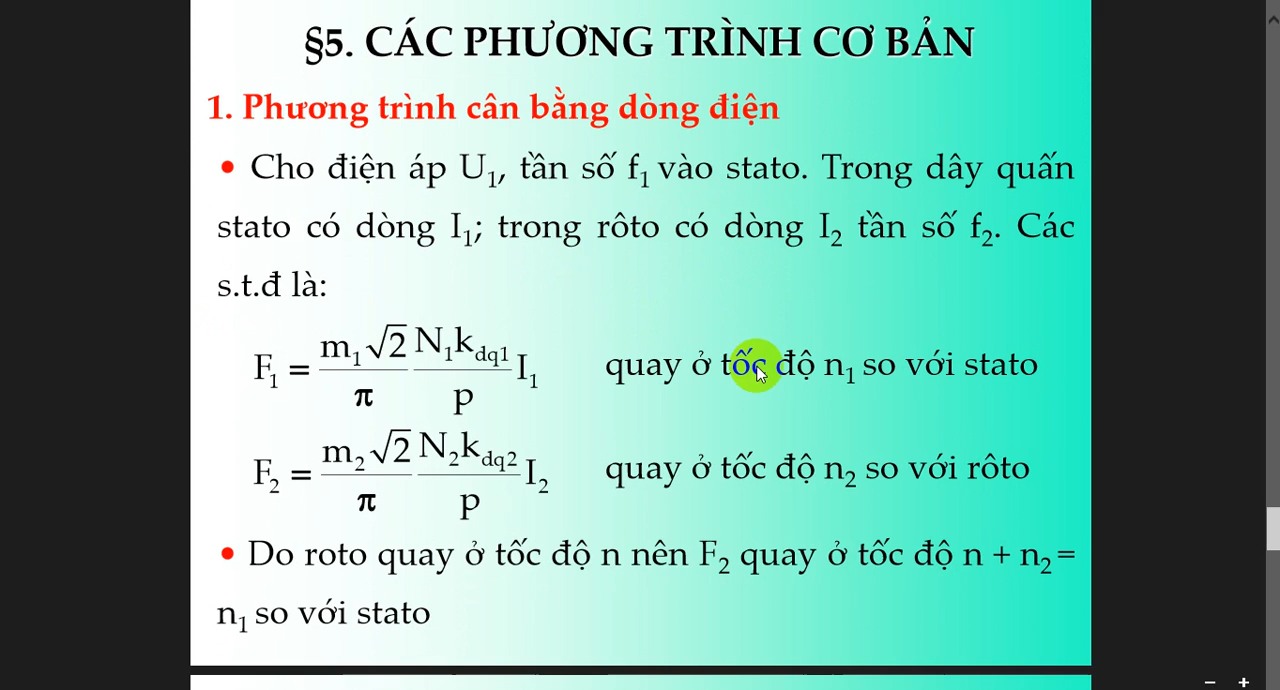 §5. CÁC PHƯƠNG TRÌNH CƠ BẢN
1. Phương trình cân bằng dòng điện
• Cho điện áp U₁, tần số f₁ vào stato. Trong dây quấn
stato có dòng I₁; trong rôto có dòng I₂ tần số f₂. Các
s.t.đ là:
F₁ = (m₁√2/π) (N₁k_dq1/p) I₁ quay ở tốc độ n₁ so với stato
F₂ = (m₂√2/π) (N₂k_dq2/p) I₂ quay ở tốc độ n₂ so với rôto
• Do roto quay ở tốc độ n nên F₂ quay ở tốc độ n + n₂ =
n₁ so với stato